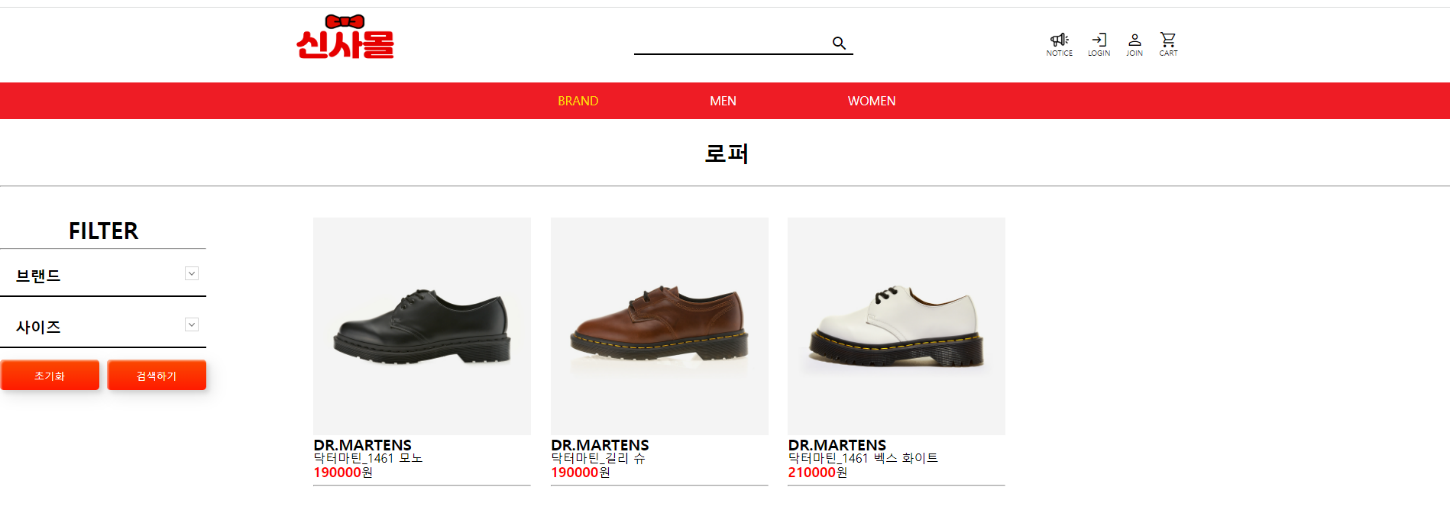 신사몰
NOTICE LOGIN JOIN CART
BRAND MEN WOMEN
로퍼
FILTER
브랜드
사이즈
초기화 검색하기
DR.MARTENS
닥터마틴_1461 모노
190000원
DR.MARTENS
닥터마틴_길리 슈
190000원
DR.MARTENS
닥터마틴_1461 벡스 화이트
210000원